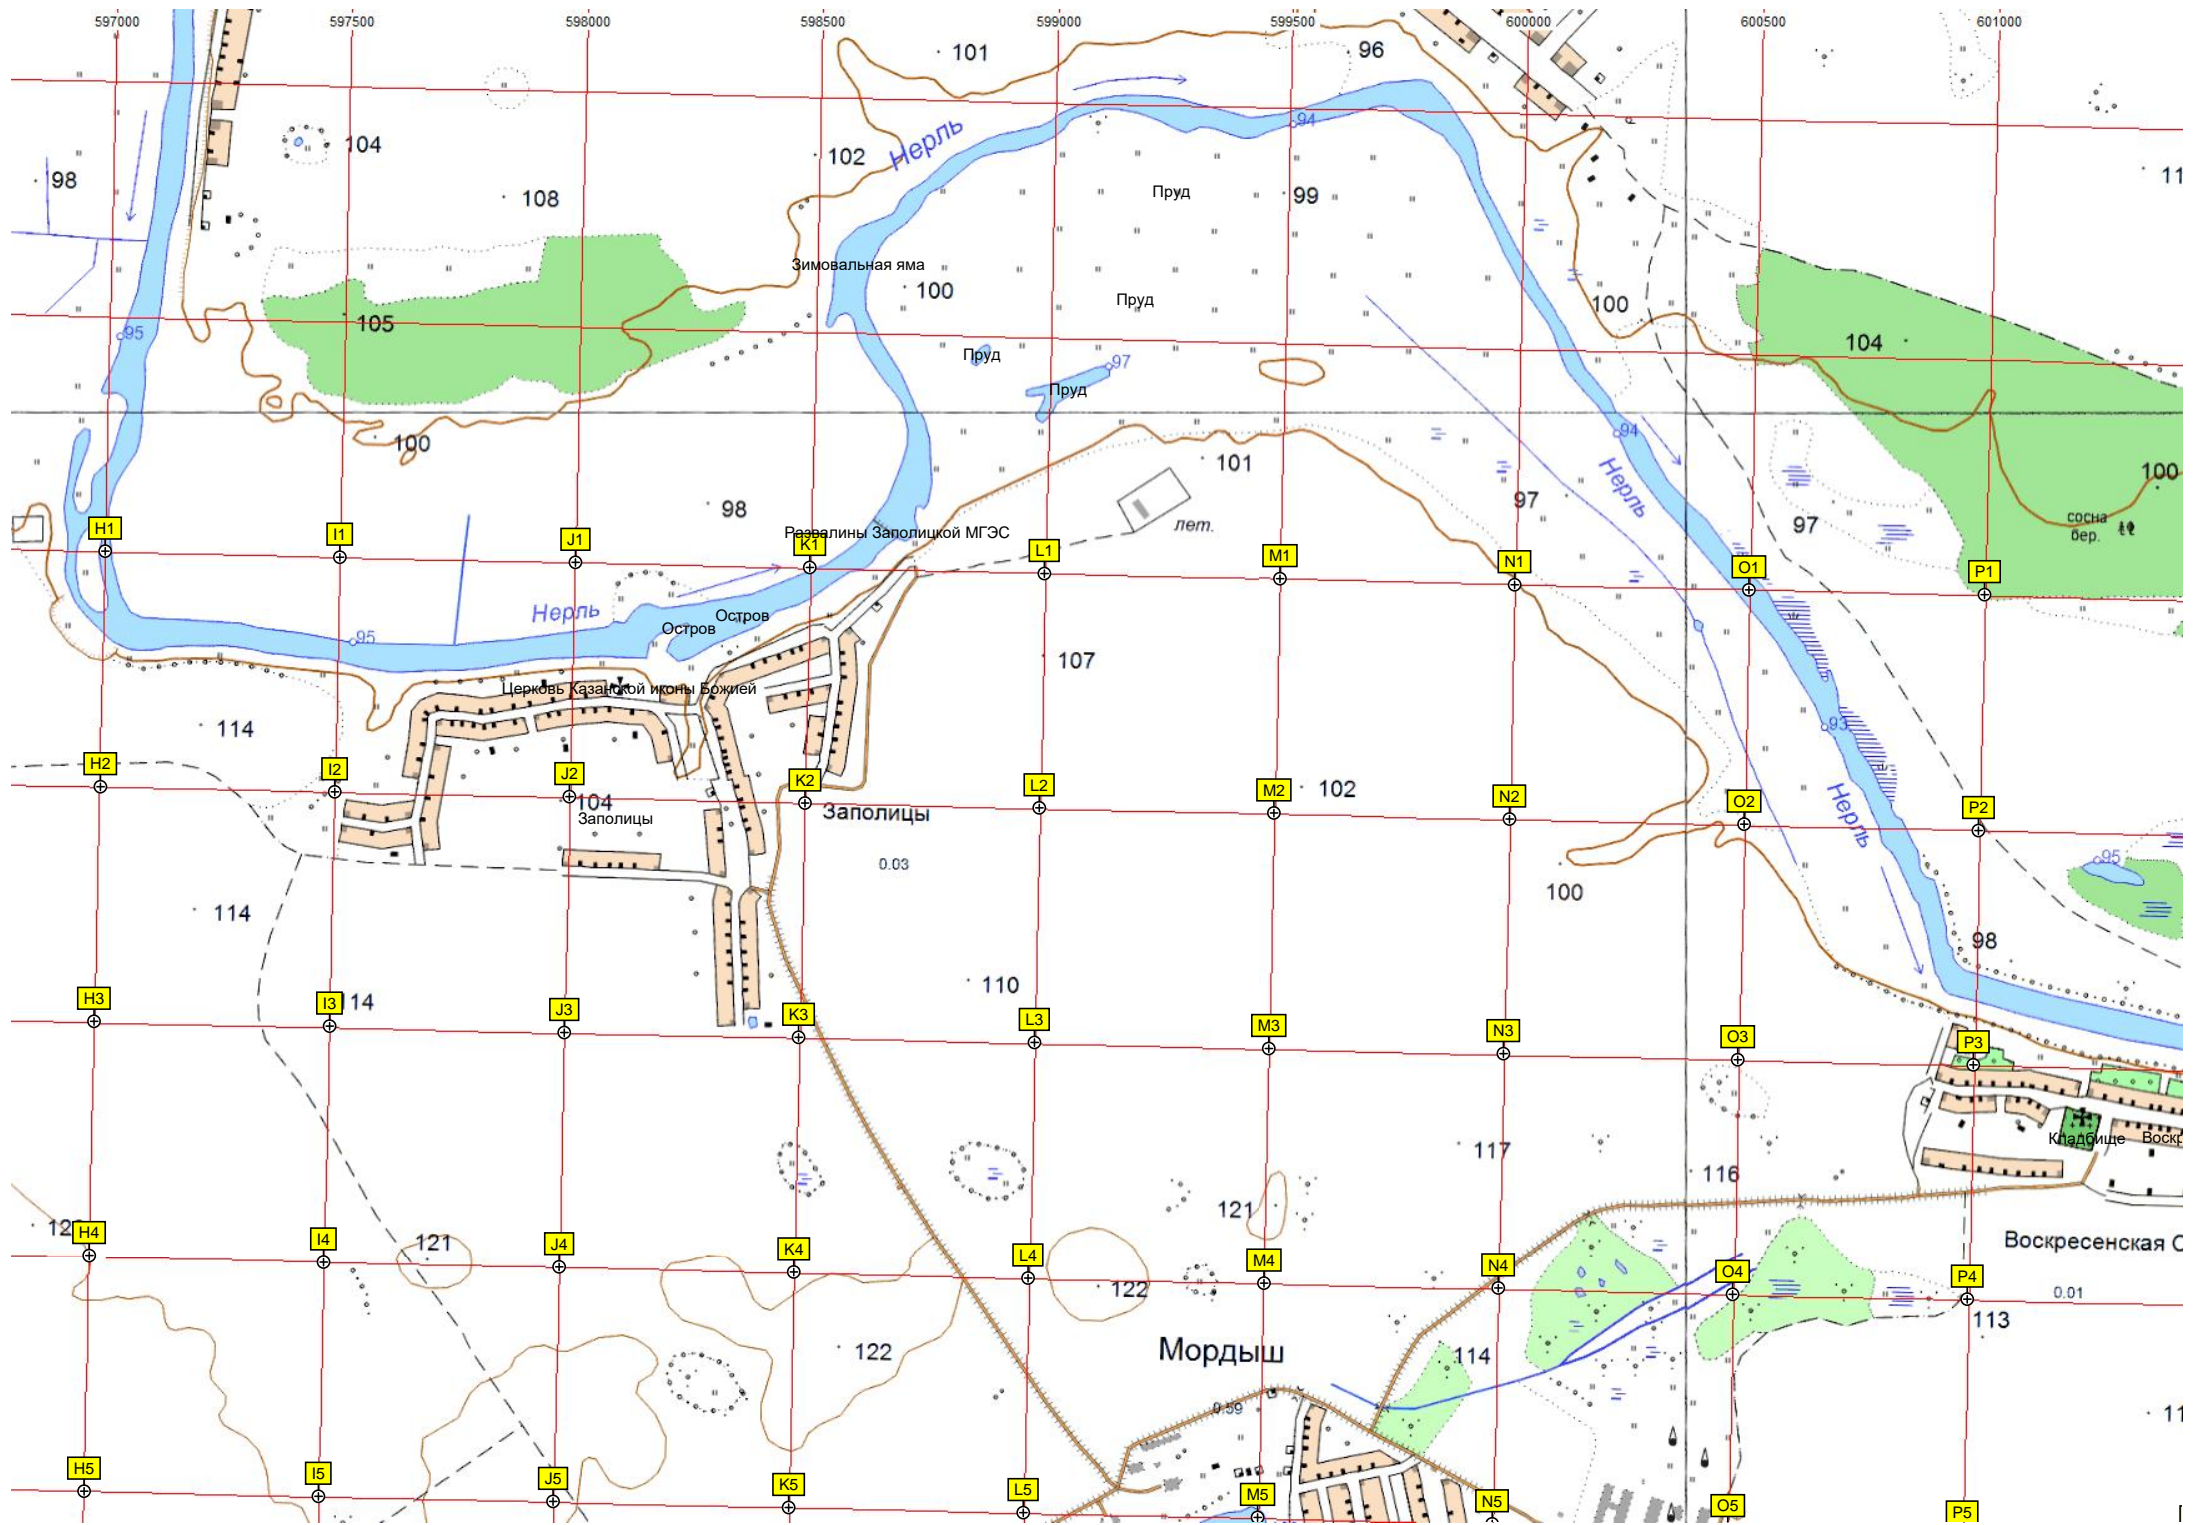 597000 597500 598000 598500 599000 599500 600000 600500 601000
101 96
104 102 Нерль 94
98 108 Пруд 99 11
Зимовальная яма
100 Пруд 100
95 105 104
Пруд 97
Пруд
100 101 94
98 97 Нерль 97 100
сосна
бер.
лет.
Развалины Заполицкой МГЭС
H1 I1 J1 K1 L1 M1 N1 O1 P1
Нерль Остров
Остров
95
107
Церковь Казанской иконы Божией
114 93
H2 I2 J2 K2 L2 M2 N2 O2 P2
104 102
Заполицы Заполицы Нерль
0.03 95
100
114 98
110
H3 I3 J3 K3 L3 M3 N3 O3 P3
114
Кладбище Воскр
117 116
121
H4 I4 J4 K4 L4 M4 N4 O4 P4
121 Воскресенская С
122 0.01
113
122 Мордыш 114
0.59 11
H5 I5 J5 K5 L5 M5 N5 O5 P5